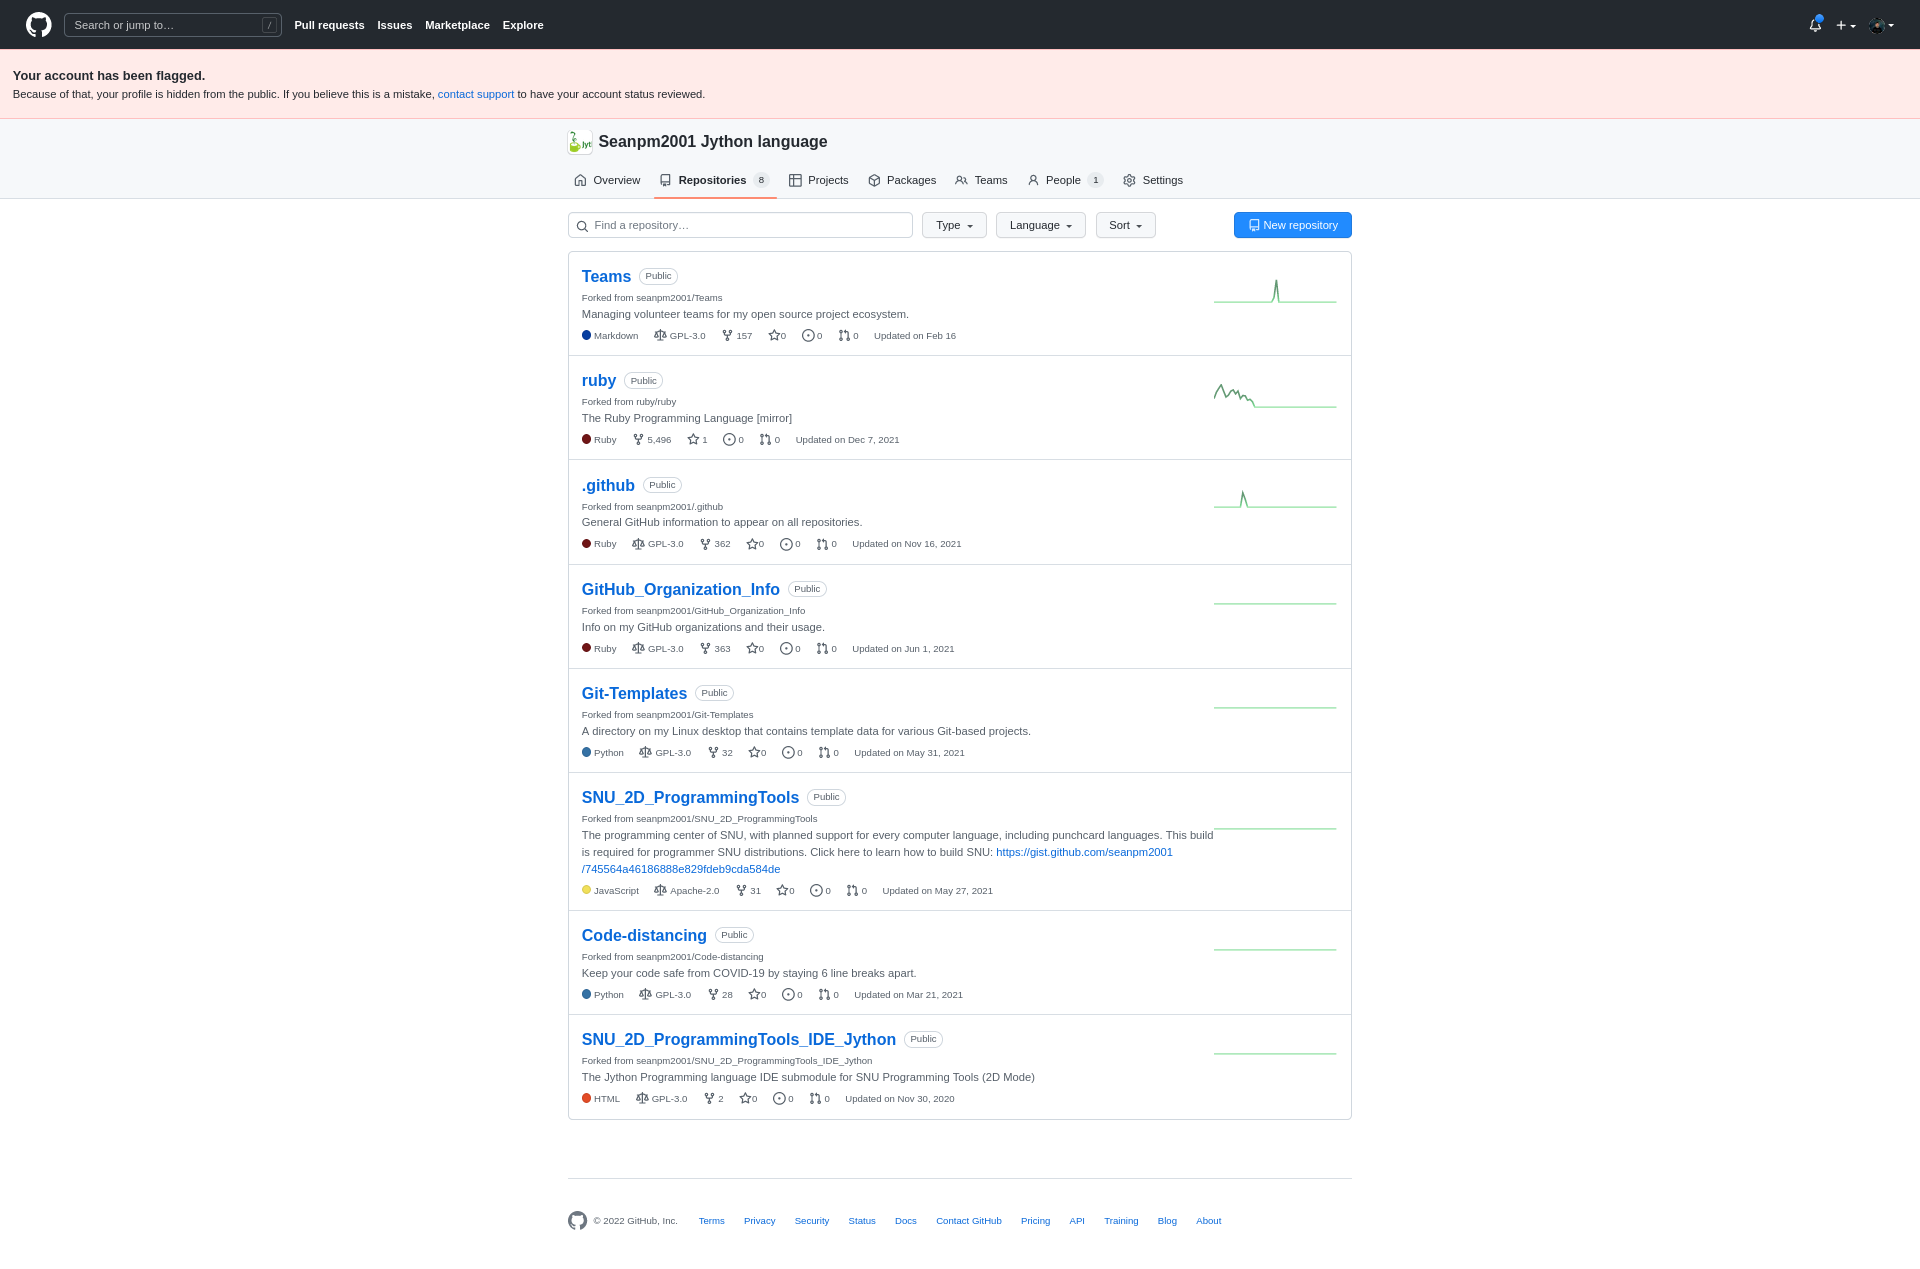 Search or jump to… /
Pull requests Issues Marketplace Explore
Your account has been flagged.
Because of that, your profile is hidden from the public. If you believe this is a mistake, contact support to have your account status reviewed.
Seanpm2001 Jython language
Overview Repositories 8 Projects Packages Teams People 1 Settings
Find a repository… Type Language Sort New repository
Teams Public
Forked from seanpm2001/Teams
Managing volunteer teams for my open source project ecosystem.
Markdown GPL-3.0 157 0 0 0 Updated on Feb 16
ruby Public
Forked from ruby/ruby
The Ruby Programming Language [mirror]
Ruby 5,496 1 0 0 Updated on Dec 7, 2021
.github Public
Forked from seanpm2001/.github
General GitHub information to appear on all repositories.
Ruby GPL-3.0 362 0 0 0 Updated on Nov 16, 2021
GitHub_Organization_Info Public
Forked from seanpm2001/GitHub_Organization_Info
Info on my GitHub organizations and their usage.
Ruby GPL-3.0 363 0 0 0 Updated on Jun 1, 2021
Git-Templates Public
Forked from seanpm2001/Git-Templates
A directory on my Linux desktop that contains template data for various Git-based projects.
Python GPL-3.0 32 0 0 0 Updated on May 31, 2021
SNU_2D_ProgrammingTools Public
Forked from seanpm2001/SNU_2D_ProgrammingTools
The programming center of SNU, with planned support for every computer language, including punchcard languages. This build
is required for programmer SNU distributions. Click here to learn how to build SNU: https://gist.github.com/seanpm2001
/745564a46186888e829fdeb9cda584de
JavaScript Apache-2.0 31 0 0 0 Updated on May 27, 2021
Code-distancing Public
Forked from seanpm2001/Code-distancing
Keep your code safe from COVID-19 by staying 6 line breaks apart.
Python GPL-3.0 28 0 0 0 Updated on Mar 21, 2021
SNU_2D_ProgrammingTools_IDE_Jython Public
Forked from seanpm2001/SNU_2D_ProgrammingTools_IDE_Jython
The Jython Programming language IDE submodule for SNU Programming Tools (2D Mode)
HTML GPL-3.0 2 0 0 0 Updated on Nov 30, 2020
© 2022 GitHub, Inc. Terms Privacy Security Status Docs Contact GitHub Pricing API Training Blog About